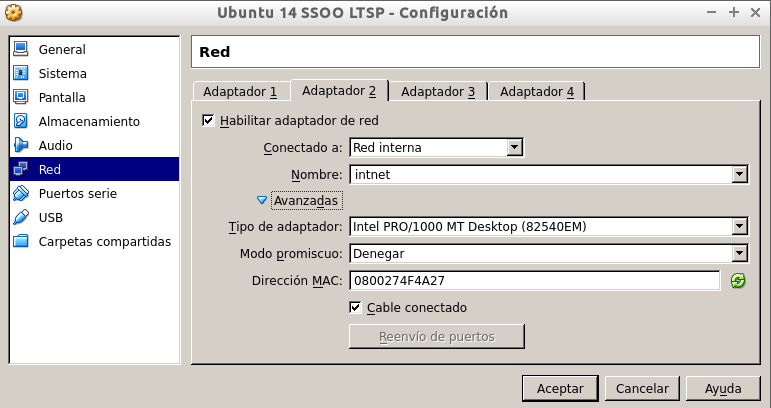 Ubuntu 14 SSOO LTSP - Configuración
General
Sistema
Pantalla
Almacenamiento
Audio
Red
Puertos serie
USB
Carpetas compartidas
Red
Adaptador 1 Adaptador 2 Adaptador 3 Adaptador 4
Habilitar adaptador de red
Conectado a: Red interna
Nombre: intnet
Avanzadas
Tipo de adaptador: Intel PRO/1000 MT Desktop (82540EM)
Modo promiscuo: Denegar
Dirección MAC: 0800274F4A27
Cable conectado
Reenvío de puertos
Aceptar Cancelar Ayuda